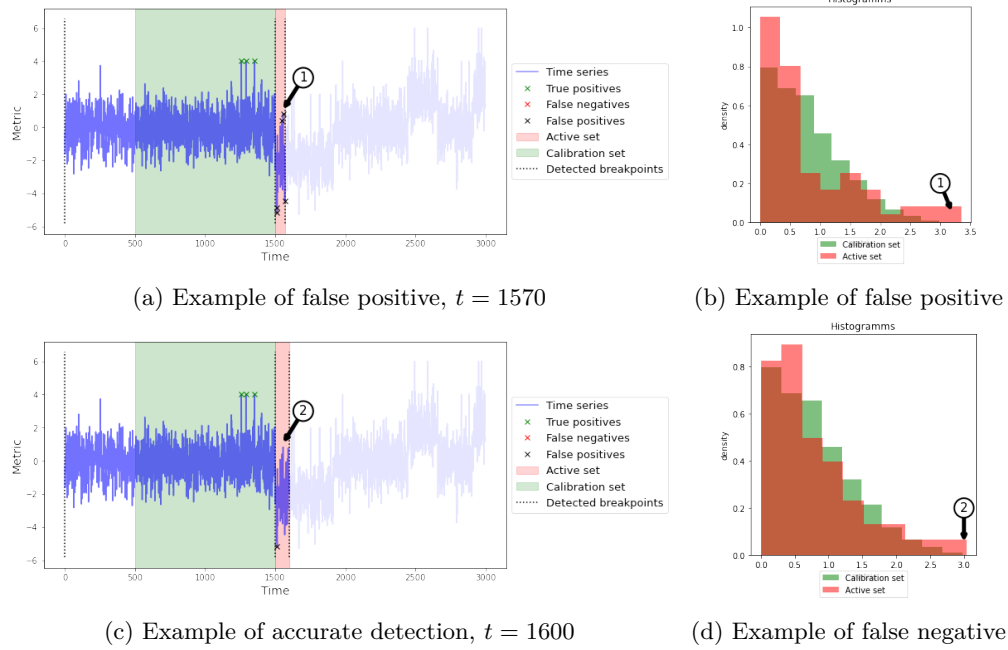 6
4
2
0
−2
−4
−6
Metric
0
500
1000
1500
2000
2500
3000
Time
1
Time series
True positives
False negatives
False positives
Active set
Calibration set
Detected breakpoints
(a) Example of false positive, t = 1570
Histogramms
1.0
0.8
0.6
0.4
0.2
0.0
density
0.0
0.5
1.0
1.5
2.0
2.5
3.0
3.5
1
Calibration set
Active set
(b) Example of false positive
6
4
2
0
−2
−4
−6
Metric
0
500
1000
1500
2000
2500
3000
Time
2
Time series
True positives
False negatives
False positives
Active set
Calibration set
Detected breakpoints
(c) Example of accurate detection, t = 1600
Histogramms
0.8
0.6
0.4
0.2
0.0
density
0.0
0.5
1.0
1.5
2.0
2.5
3.0
2
Calibration set
Active set
(d) Example of false negative